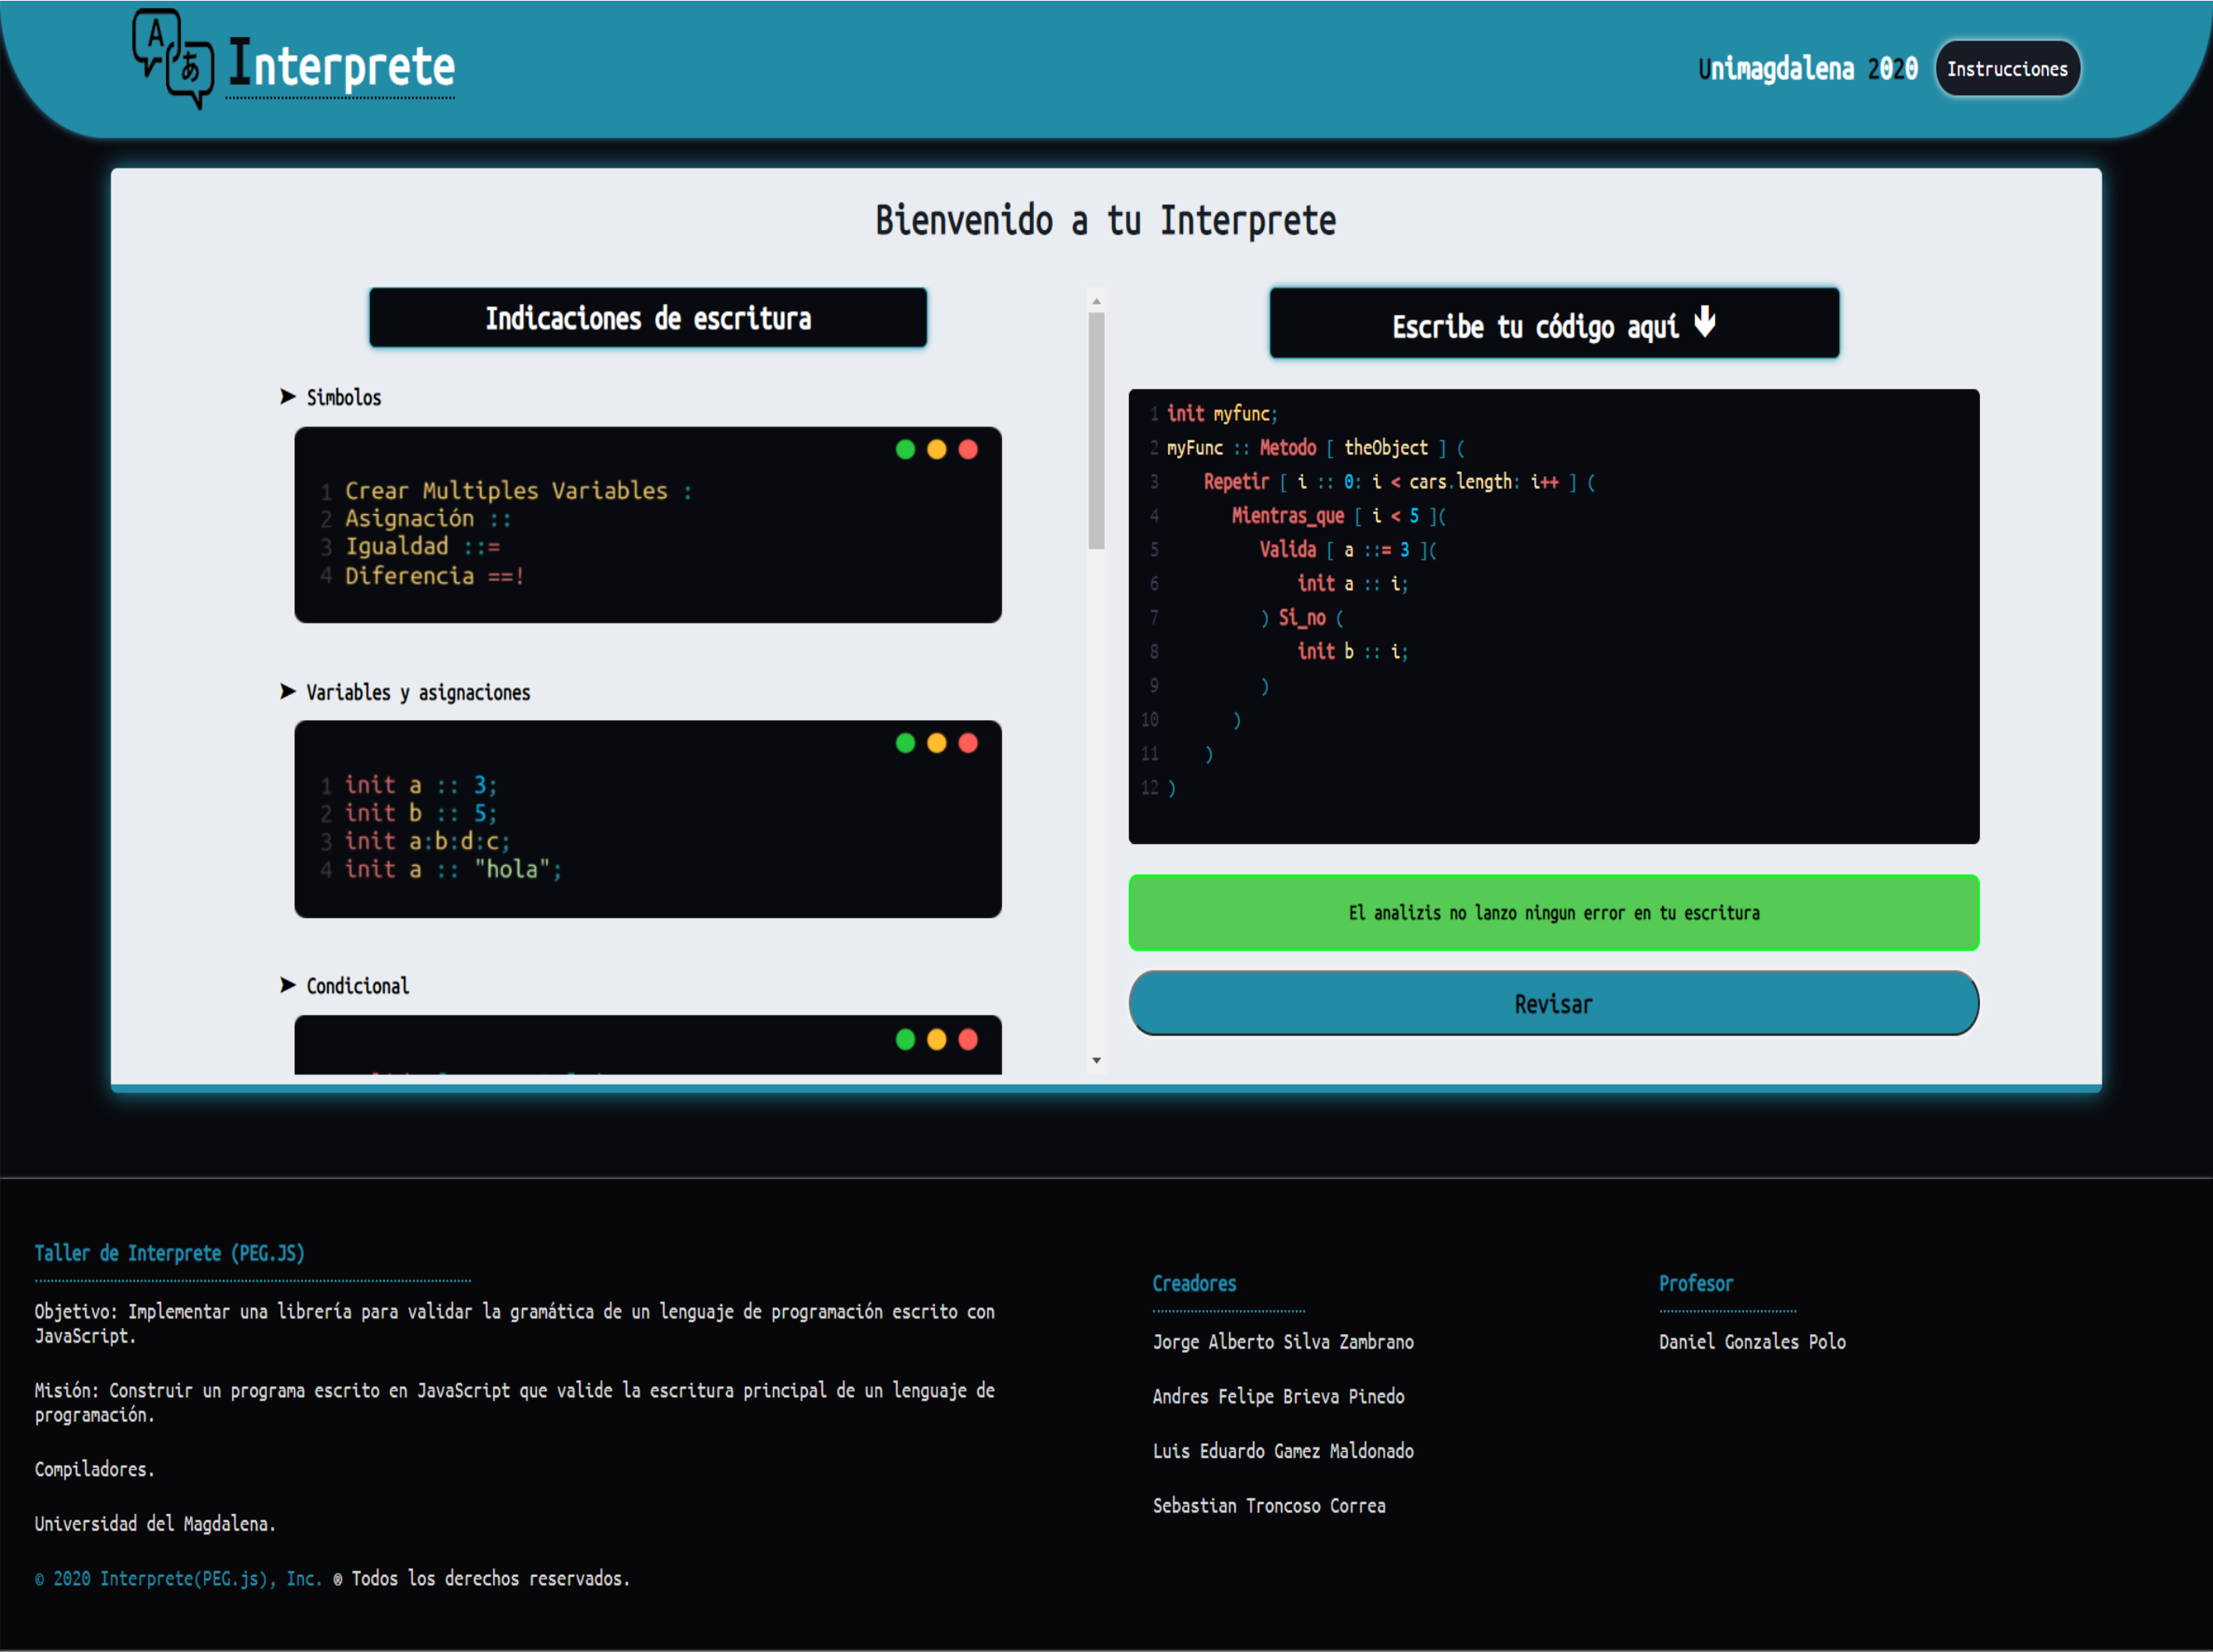 A あ Interprete
Unimagdalena 2020 Instrucciones
Bienvenido a tu Interprete
Indicaciones de escritura
➤ Simbolos
1 Crear Multiples Variables :
2 Asignación ::
3 Igualdad ::=
4 Diferencia ==!
➤ Variables y asignaciones
1 init a :: 3;
2 init b :: 5;
3 init a:b:d:c;
4 init a :: "hola";
➤ Condicional
Escribe tu código aquí 🡇
1 init myfunc;
2 myFunc :: Metodo [ theObject ] (
3     Repetir [ i :: 0: i < cars.length: i++ ] (
4        Mientras_que [ i < 5 ](
5           Valida [ a ::= 3 ](
6               init a :: i;
7           ) Si_no (
8               init b :: i;
9           )
10        )
11     )
12 )
El analizis no lanzo ningun error en tu escritura
Revisar
Taller de Interprete (PEG.JS)
Objetivo: Implementar una librería para validar la gramática de un lenguaje de programación escrito con
JavaScript.
Misión: Construir un programa escrito en JavaScript que valide la escritura principal de un lenguaje de
programación.
Compiladores.
Universidad del Magdalena.
© 2020 Interprete(PEG.js), Inc. ® Todos los derechos reservados.
Creadores
Jorge Alberto Silva Zambrano
Andres Felipe Brieva Pinedo
Luis Eduardo Gamez Maldonado
Sebastian Troncoso Correa
Profesor
Daniel Gonzales Polo